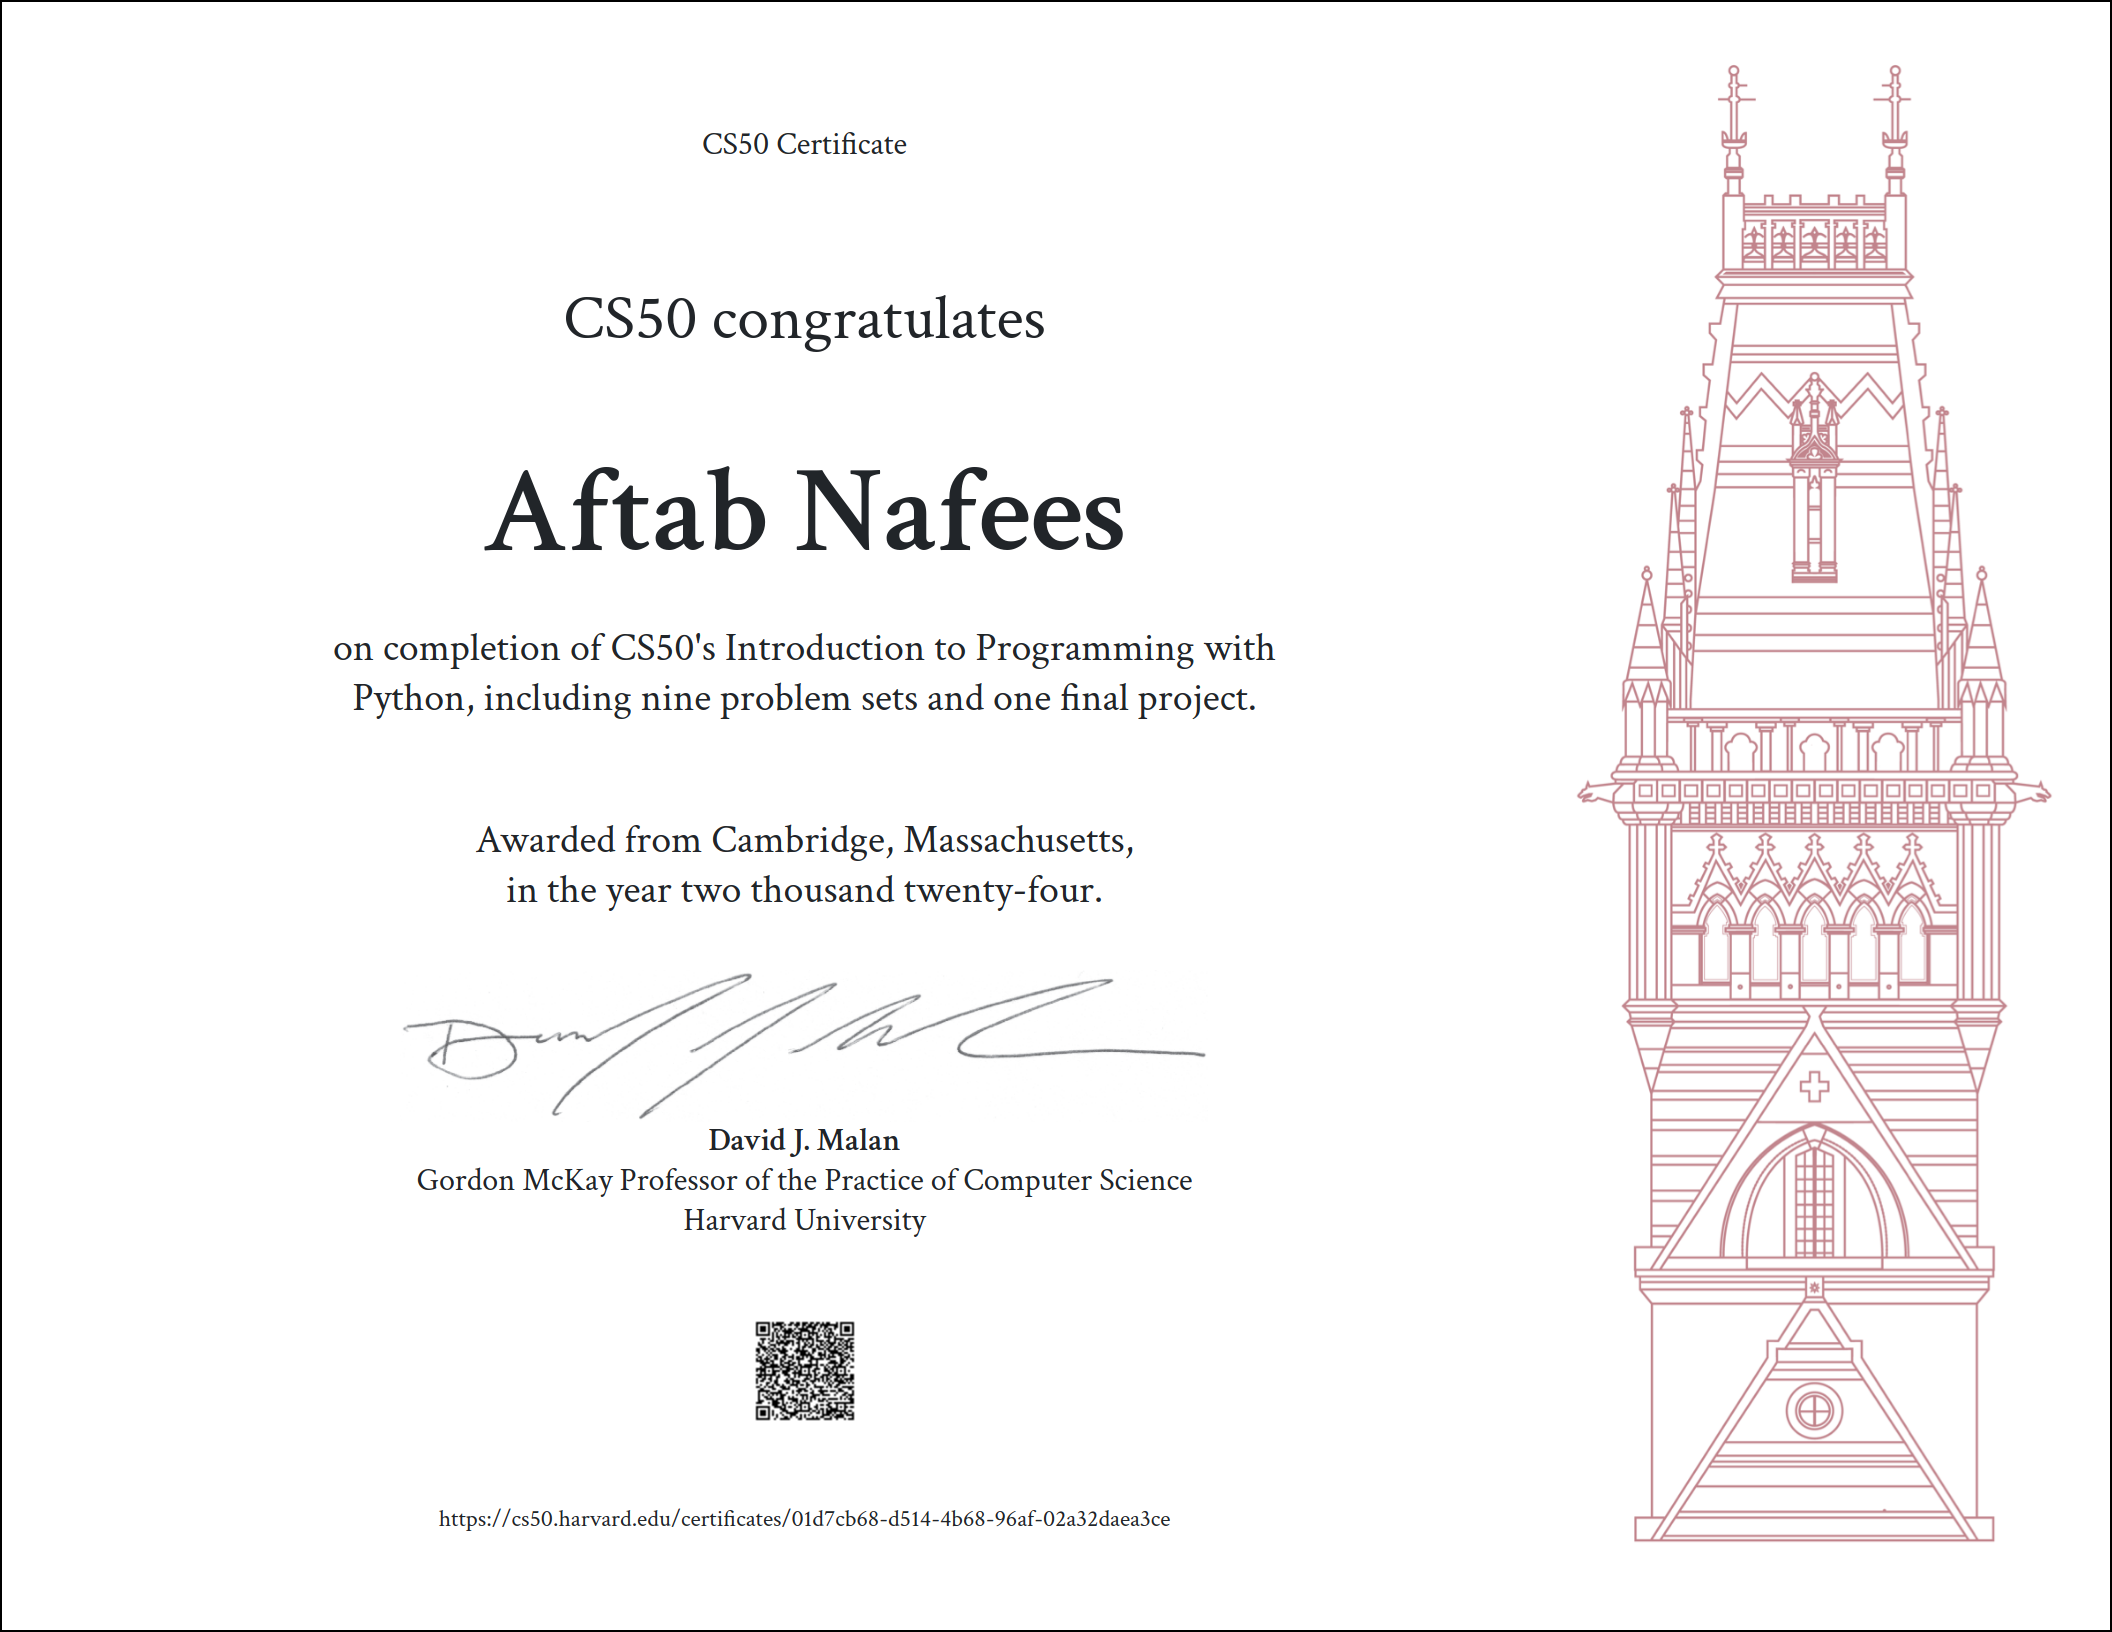 CS50 Certificate
CS50 congratulates
Aftab Nafees
on completion of CS50's Introduction to Programming with
Python, including nine problem sets and one final project.
Awarded from Cambridge, Massachusetts,
in the year two thousand twenty-four.
David J. Malan
Gordon McKay Professor of the Practice of Computer Science
Harvard University
https://cs50.harvard.edu/certificates/01d7cb68-d514-4b68-96af-02a32daea3ce